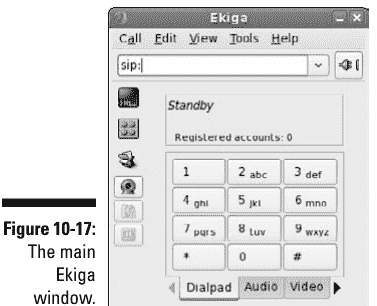 Ekiga
Call Edit View Tools Help
sip:
Standby
Registered accounts: 0
1 2 abc 3 def
4 ghi 5 jkl 6 mno
7 pqrs 8 tuv 9 wxyz
* 0 #
Dialpad Audio Video
Figure 10-17:
The main
Ekiga
window.